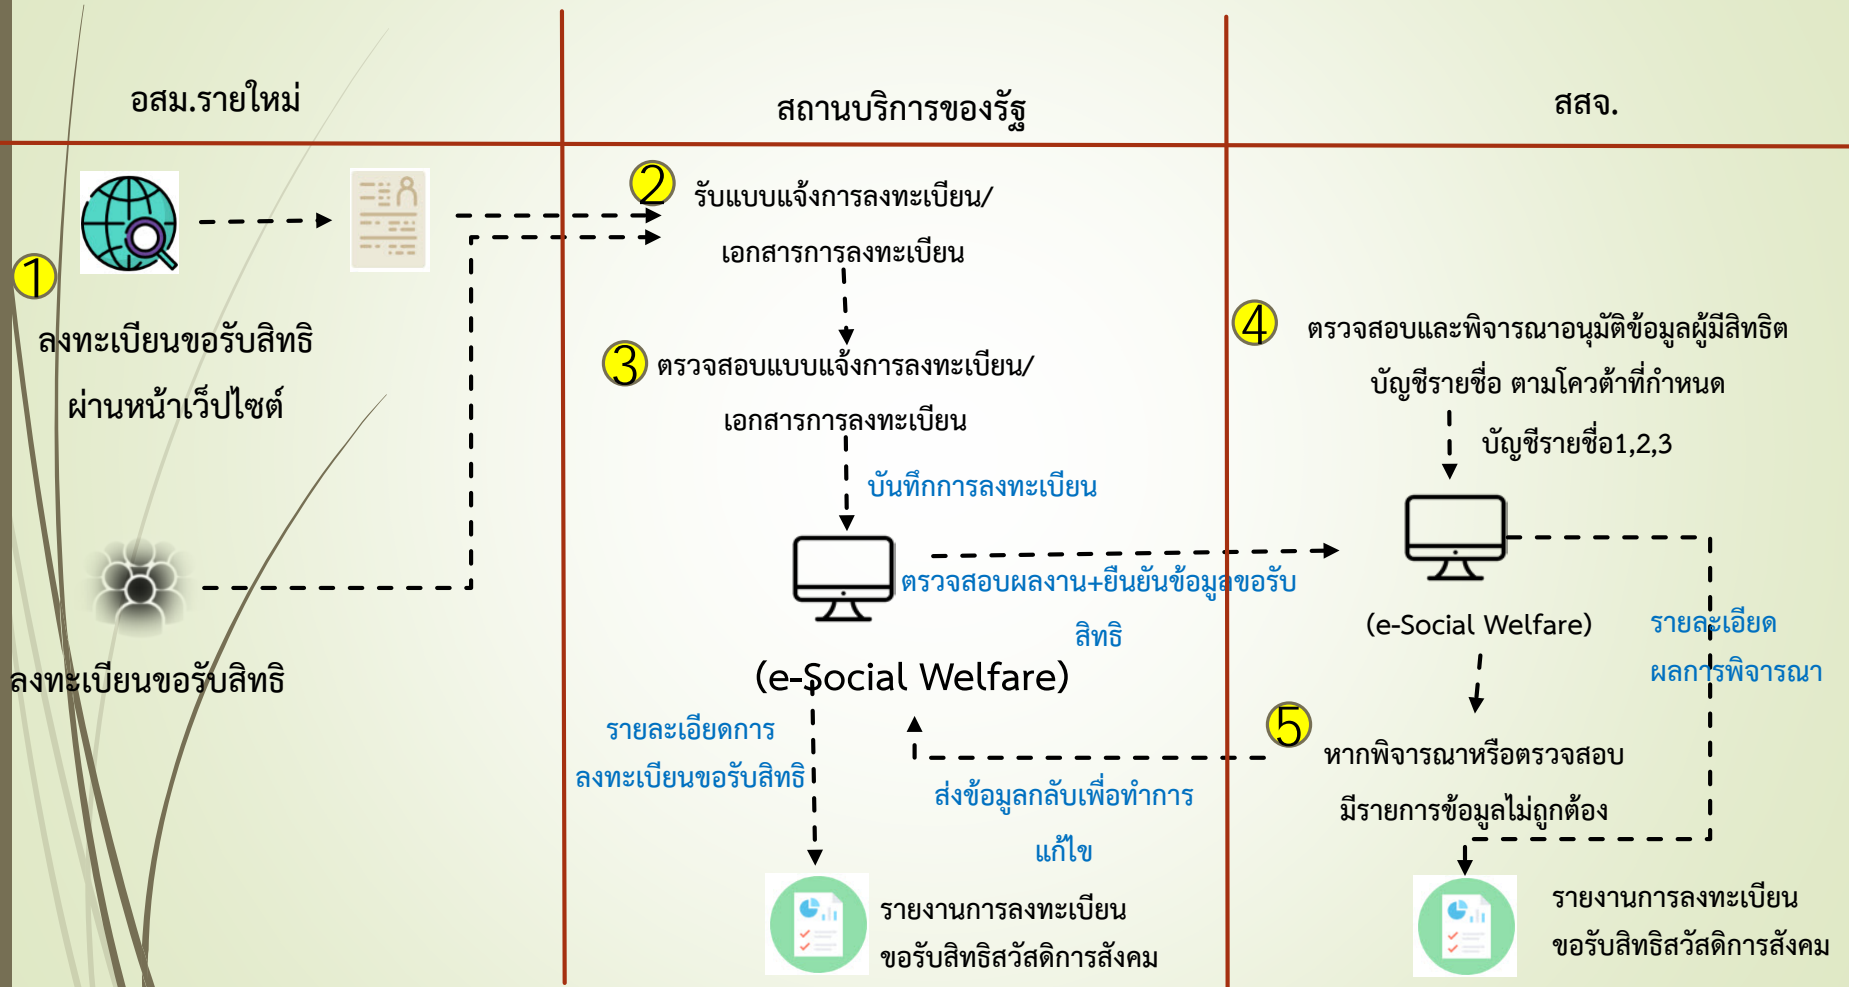 อสม.รายใหม่
สถานบริการของรัฐ
สสจ.
1
ลงทะเบียนขอรับสิทธิ
ผ่านหน้าเว็ปไซต์
ลงทะเบียนขอรับสิทธิ
2
รับแบบแจ้งการลงทะเบียน/
เอกสารการลงทะเบียน
3
ตรวจสอบแบบแจ้งการลงทะเบียน/
เอกสารการลงทะเบียน
บันทึกการลงทะเบียน
ตรวจสอบผลงาน+ยืนยันข้อมูลขอรับ
สิทธิ
(e-Social Welfare)
รายละเอียดการ
ลงทะเบียนขอรับสิทธิ
ส่งข้อมูลกลับเพื่อทำการ
แก้ไข
รายงานการลงทะเบียน
ขอรับสิทธิสวัสดิการสังคม
4
ตรวจสอบและพิจารณาอนุมัติข้อมูลผู้มีสิทธิต
บัญชีรายชื่อ ตามโควต้าที่กำหนด
บัญชีรายชื่อ1,2,3
(e-Social Welfare)
รายละเอียด
ผลการพิจารณา
5
หากพิจารณาหรือตรวจสอบ
มีรายการข้อมูลไม่ถูกต้อง
รายงานการลงทะเบียน
ขอรับสิทธิสวัสดิการสังคม